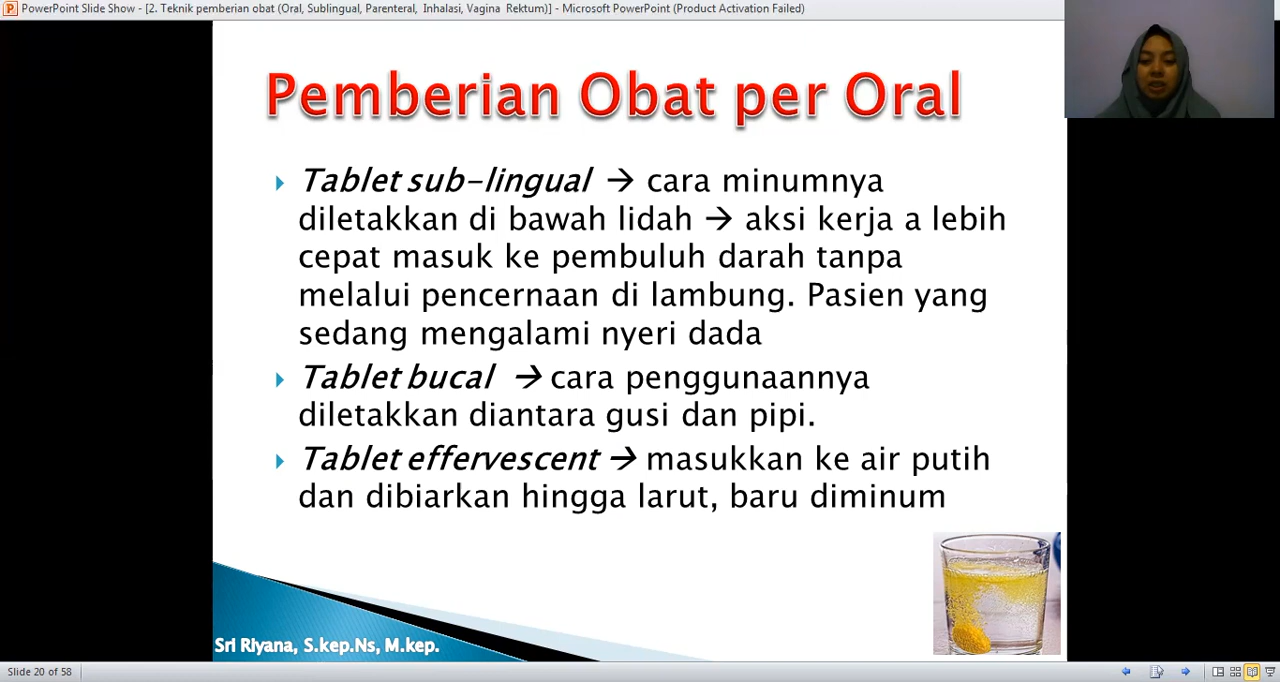 PowerPoint Slide Show - [2. Teknik pemberian obat (Oral, Sublingual, Parenteral, Inhalasi, Vagina Rektum)] - Microsoft PowerPoint (Product Activation Failed)
Pemberian Obat per Oral
Tablet sub-lingual → cara minumnya
diletakkan di bawah lidah → aksi kerja a lebih
cepat masuk ke pembuluh darah tanpa
melalui pencernaan di lambung. Pasien yang
sedang mengalami nyeri dada
Tablet bucal → cara penggunaannya
diletakkan diantara gusi dan pipi.
Tablet effervescent → masukkan ke air putih
dan dibiarkan hingga larut, baru diminum
Sri Riyana, S.kep.Ns, M.kep.
Slide 20 of 58